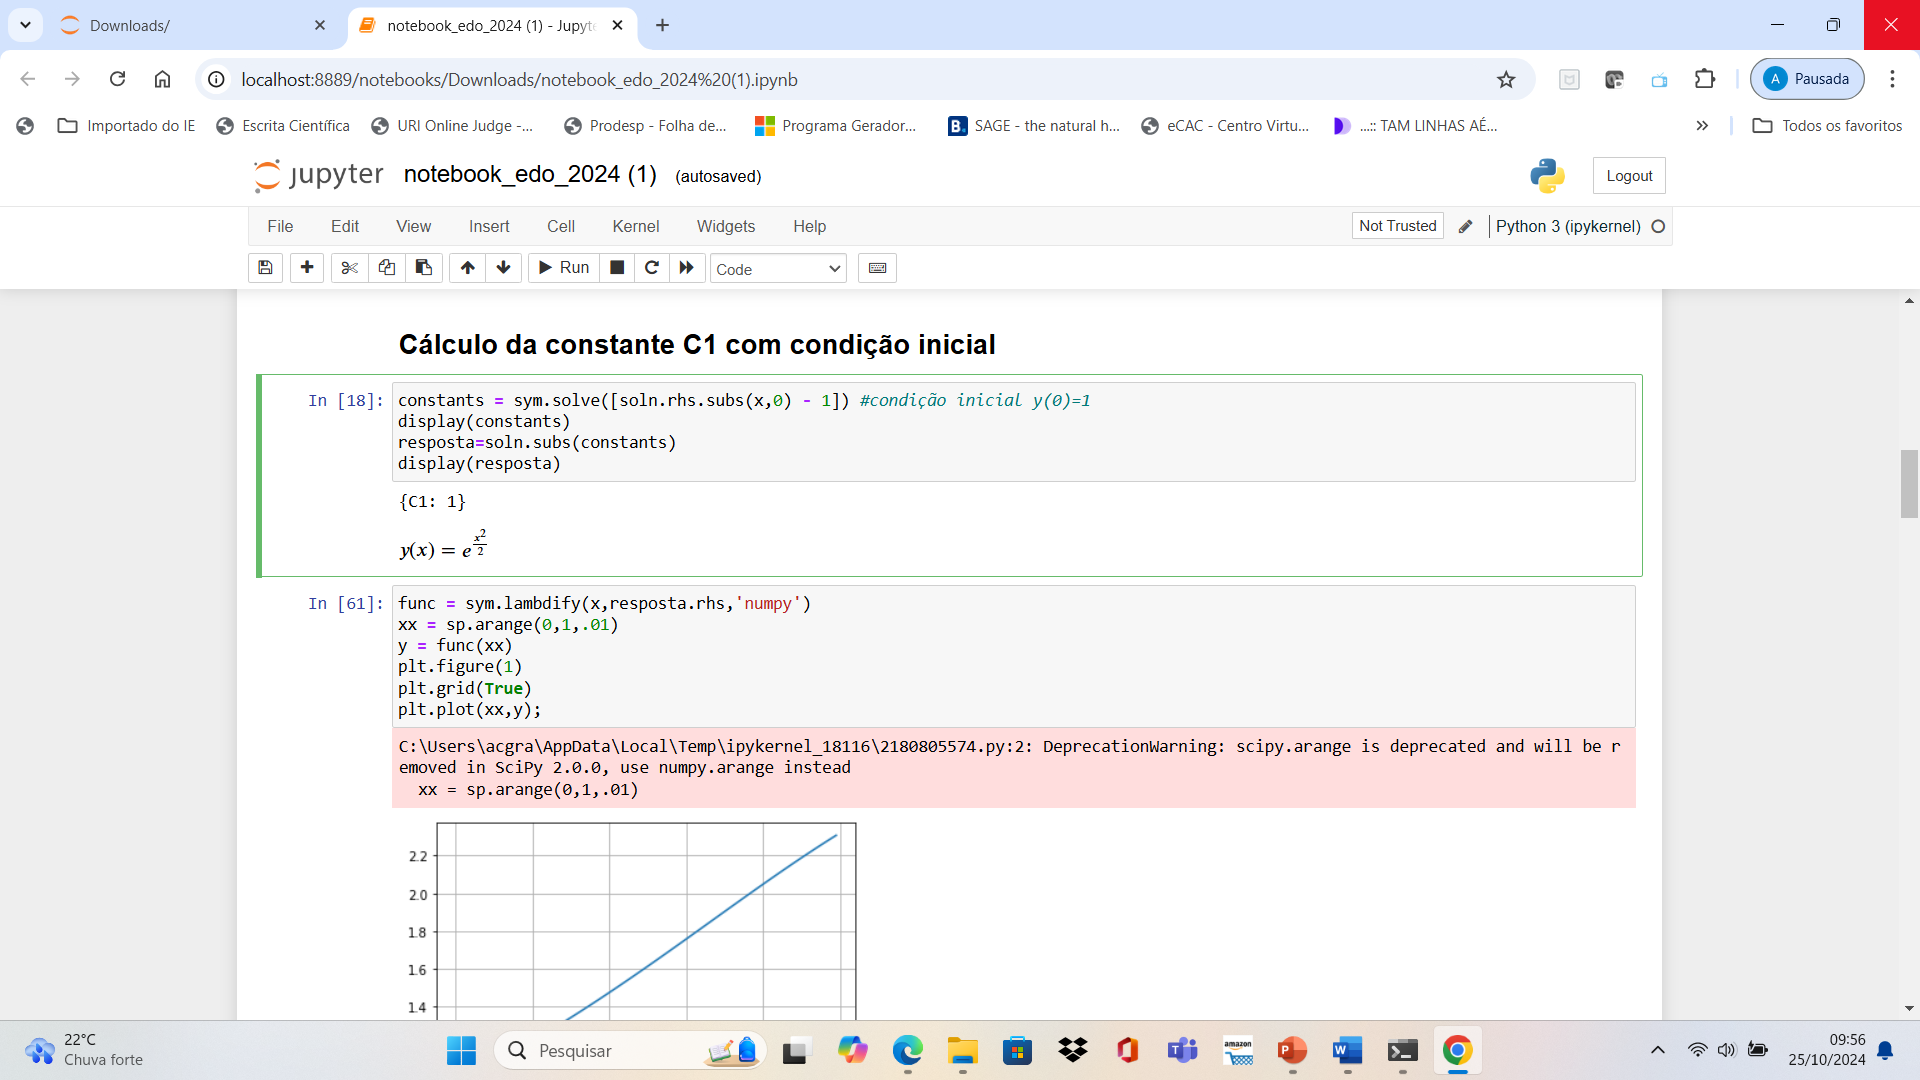 Downloads/
notebook_edo_2024 (1) - Jupyte
localhost:8889/notebooks/Downloads/notebook_edo_2024%20(1).ipynb
A Pausada
Importado do IE
Escrita Científica
URI Online Judge -...
Prodesp - Folha de...
Programa Gerador...
B. SAGE - the natural h...
eCAC - Centro Virtu...
...:: TAM LINHAS AÉ...
Todos os favoritos
jupyter notebook_edo_2024 (1) (autosaved)
Logout
File Edit View Insert Cell Kernel Widgets Help
Not Trusted
Python 3 (ipykernel)
Run
Code
Cálculo da constante C1 com condição inicial
In [18]: constants = sym.solve([soln.rhs.subs(x,0) - 1]) #condição inicial y(0)=1
display(constants)
resposta=soln.subs(constants)
display(resposta)
{C1: 1}
y(x) = e^{x^2/2}
In [61]: func = sym.lambdify(x,resposta.rhs,'numpy')
xx = sp.arange(0,1,.01)
y = func(xx)
plt.figure(1)
plt.grid(True)
plt.plot(xx,y);
C:\Users\acgra\AppData\Local\Temp\ipykernel_18116\2180805574.py:2: DeprecationWarning: scipy.arange is deprecated and will be r
emoved in SciPy 2.0.0, use numpy.arange instead
xx = sp.arange(0,1,.01)
2.2
2.0
1.8
1.6
1.4
22°C
Chuva forte
Pesquisar
amazon
P
W
09:56
25/10/2024